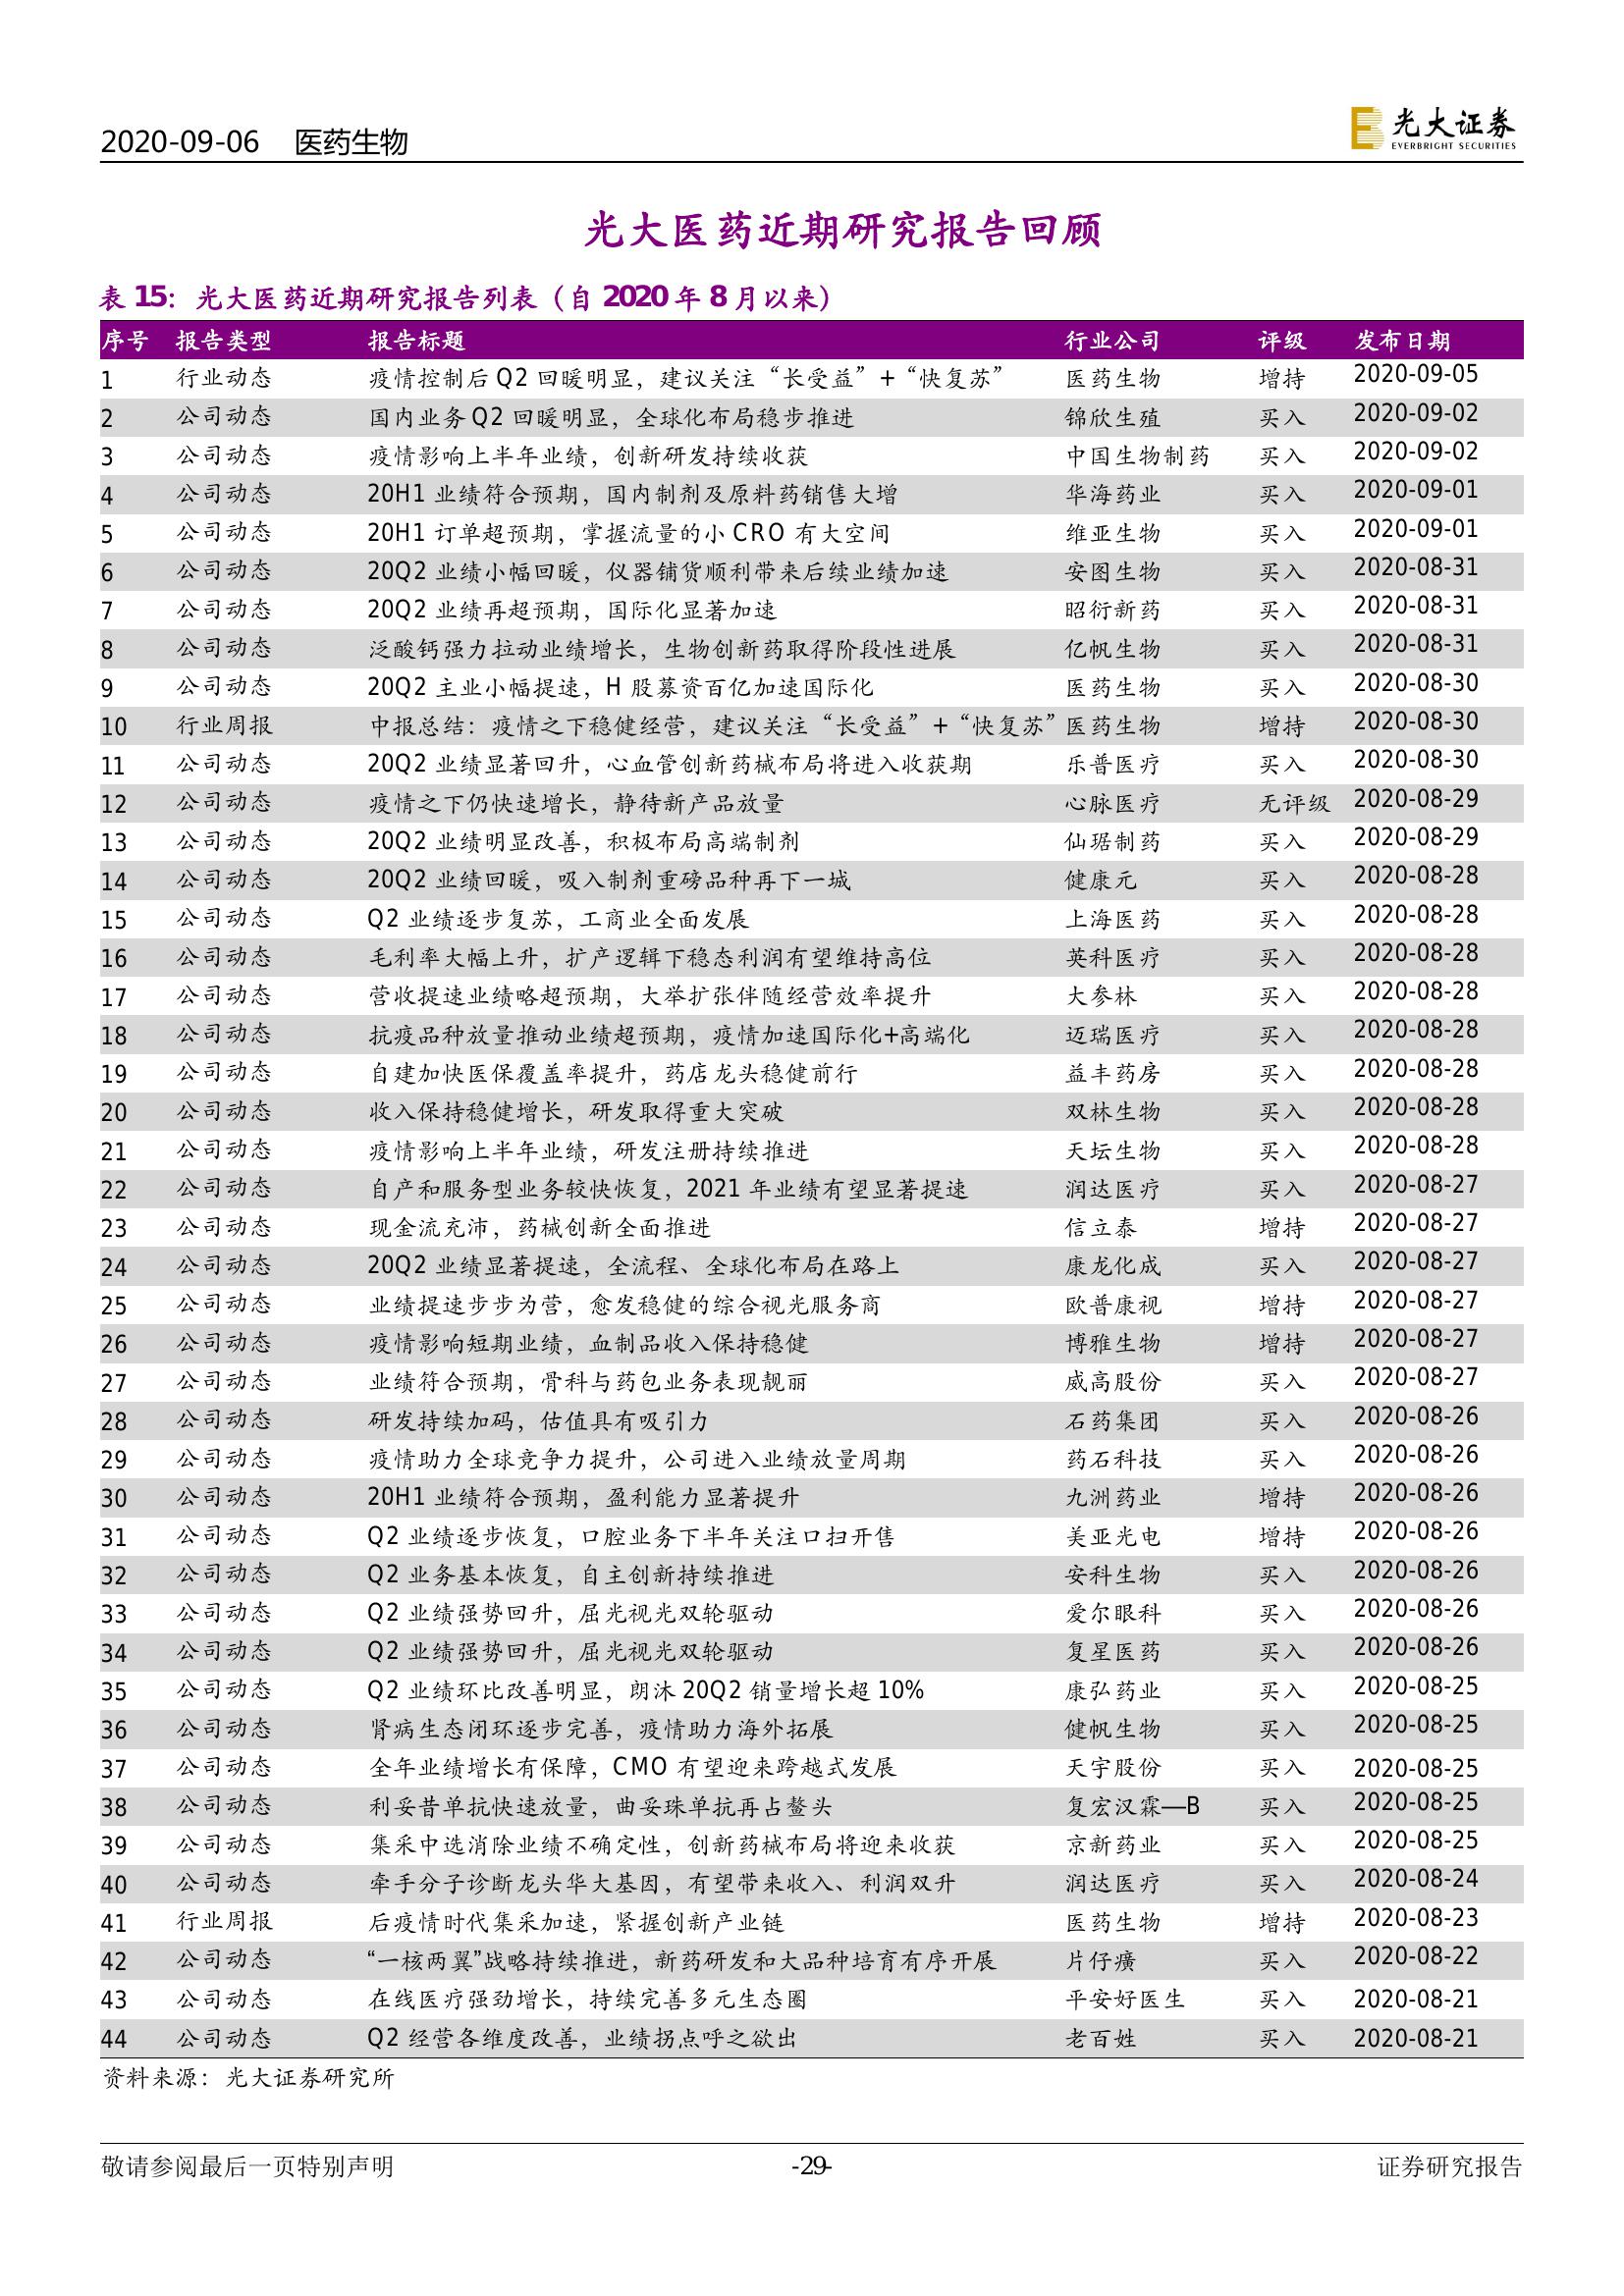 2020-09-06 医药生物
光大证券
EVERBRIGHT SECURITIES
光大医药近期研究报告回顾
表 15：光大医药近期研究报告列表（自 2020 年 8 月以来）
序号 报告类型 报告标题 行业公司 评级 发布日期
1 行业动态 疫情控制后 Q2 回暖明显，建议关注“长受益”+“快复苏” 医药生物 增持 2020-09-05
2 公司动态 国内业务 Q2 回暖明显，全球化布局稳步推进 锦欣生殖 买入 2020-09-02
3 公司动态 疫情影响上半年业绩，创新研发持续收获 中国生物制药 买入 2020-09-02
4 公司动态 20H1 业绩符合预期，国内制剂及原料药销售大增 华海药业 买入 2020-09-01
5 公司动态 20H1 订单超预期，掌握流量的小 CRO 有大空间 维亚生物 买入 2020-09-01
6 公司动态 20Q2 业绩小幅回暖，仪器铺货顺利带来后续业绩加速 安图生物 买入 2020-08-31
7 公司动态 20Q2 业绩再超预期，国际化显著加速 昭衍新药 买入 2020-08-31
8 公司动态 泛酸钙强力拉动业绩增长，生物创新药取得阶段性进展 亿帆生物 买入 2020-08-31
9 公司动态 20Q2 主业小幅提速，H 股募资百亿加速国际化 医药生物 买入 2020-08-30
10 行业周报 中报总结：疫情之下稳健经营，建议关注“长受益”+“快复苏” 医药生物 增持 2020-08-30
11 公司动态 20Q2 业绩显著回升，心血管创新药械布局将进入收获期 乐普医疗 买入 2020-08-30
12 公司动态 疫情之下仍快速增长，静待新产品放量 心脉医疗 无评级 2020-08-29
13 公司动态 20Q2 业绩明显改善，积极布局高端制剂 仙琚制药 买入 2020-08-29
14 公司动态 20Q2 业绩回暖，吸入制剂重磅品种再下一城 健康元 买入 2020-08-28
15 公司动态 Q2 业绩逐步复苏，工商业全面发展 上海医药 买入 2020-08-28
16 公司动态 毛利率大幅上升，扩产逻辑下稳态利润有望维持高位 英科医疗 买入 2020-08-28
17 公司动态 营收提速业绩略超预期，大举扩张伴随经营效率提升 大参林 买入 2020-08-28
18 公司动态 抗疫品种放量推动业绩超预期，疫情加速国际化+高端化 迈瑞医疗 买入 2020-08-28
19 公司动态 自建加快医保覆盖率提升，药店龙头稳健前行 益丰药房 买入 2020-08-28
20 公司动态 收入保持稳健增长，研发取得重大突破 双林生物 买入 2020-08-28
21 公司动态 疫情影响上半年业绩，研发注册持续推进 天坛生物 买入 2020-08-28
22 公司动态 自产和服务型业务较快恢复，2021 年业绩有望显著提速 润达医疗 买入 2020-08-27
23 公司动态 现金流充沛，药械创新全面推进 信立泰 增持 2020-08-27
24 公司动态 20Q2 业绩显著提速，全流程、全球化布局在路上 康龙化成 买入 2020-08-27
25 公司动态 业绩提速步步为营，愈发稳健的综合视光服务商 欧普康视 增持 2020-08-27
26 公司动态 疫情影响短期业绩，血制品收入保持稳健 博雅生物 增持 2020-08-27
27 公司动态 业绩符合预期，骨科与药包业务表现靓丽 威高股份 买入 2020-08-27
28 公司动态 研发持续加码，估值具有吸引力 石药集团 买入 2020-08-26
29 公司动态 疫情助力全球竞争力提升，公司进入业绩放量周期 药石科技 买入 2020-08-26
30 公司动态 20H1 业绩符合预期，盈利能力显著提升 九洲药业 增持 2020-08-26
31 公司动态 Q2 业绩逐步恢复，口腔业务下半年关注口扫开售 美亚光电 增持 2020-08-26
32 公司动态 Q2 业务基本恢复，自主创新持续推进 安科生物 买入 2020-08-26
33 公司动态 Q2 业绩强势回升，屈光视光双轮驱动 爱尔眼科 买入 2020-08-26
34 公司动态 Q2 业绩强势回升，屈光视光双轮驱动 复星医药 买入 2020-08-26
35 公司动态 Q2 业绩环比改善明显，朗沐 20Q2 销量增长超 10% 康弘药业 买入 2020-08-25
36 公司动态 肾病生态闭环逐步完善，疫情助力海外拓展 健帆生物 买入 2020-08-25
37 公司动态 全年业绩增长有保障，CMO 有望迎来跨越式发展 天宇股份 买入 2020-08-25
38 公司动态 利妥昔单抗快速放量，曲妥珠单抗再占鳌头 复宏汉霖—B 买入 2020-08-25
39 公司动态 集采中选消除业绩不确定性，创新药械布局将迎来收获 京新药业 买入 2020-08-25
40 公司动态 牵手分子诊断龙头华大基因，有望带来收入、利润双升 润达医疗 买入 2020-08-24
41 行业周报 后疫情时代集采加速，紧握创新产业链 医药生物 增持 2020-08-23
42 公司动态 “一核两翼”战略持续推进，新药研发和大品种培育有序开展 片仔癀 买入 2020-08-22
43 公司动态 在线医疗强劲增长，持续完善多元生态圈 平安好医生 买入 2020-08-21
44 公司动态 Q2 经营各维度改善，业绩拐点呼之欲出 老百姓 买入 2020-08-21
资料来源：光大证券研究所
敬请参阅最后一页特别声明 -29- 证券研究报告